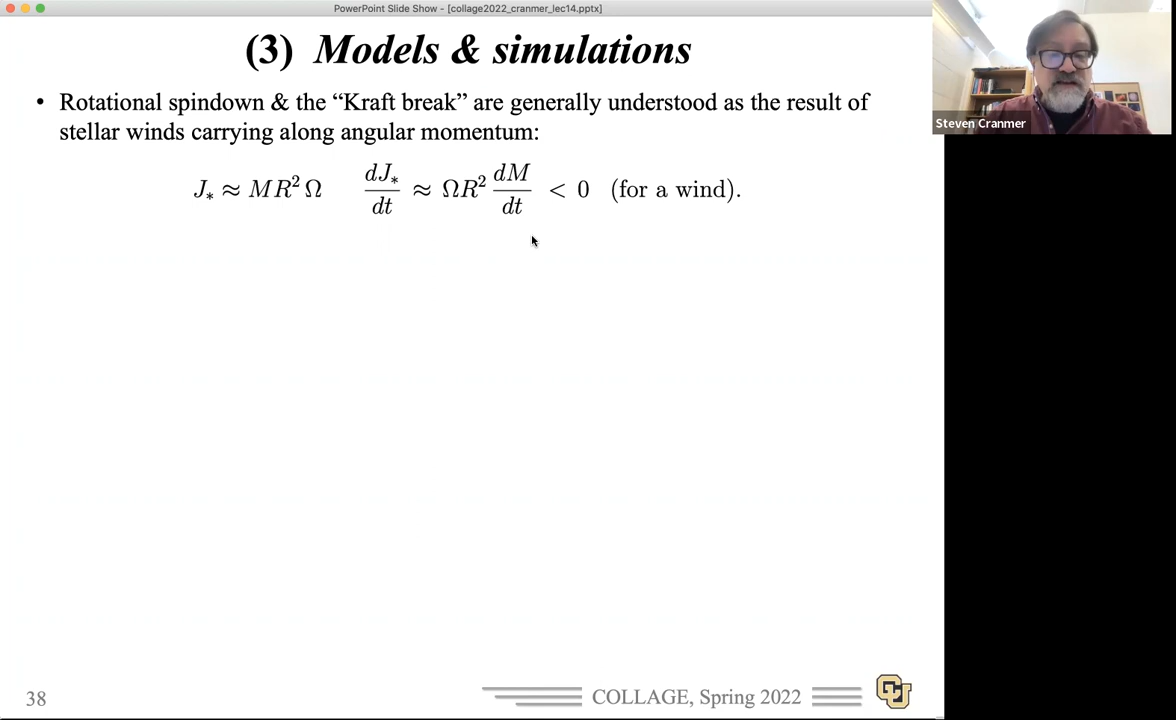 PowerPoint Slide Show - [collage2022_cranmer_lec14.pptx]
(3) Models & simulations
• Rotational spindown & the “Kraft break” are generally understood as the result of
stellar winds carrying along angular momentum:
J∗ ≈ MR²Ω dJ∗/dt ≈ ΩR² dM/dt < 0 (for a wind).
Steven Cranmer
38
COLLAGE, Spring 2022
CU